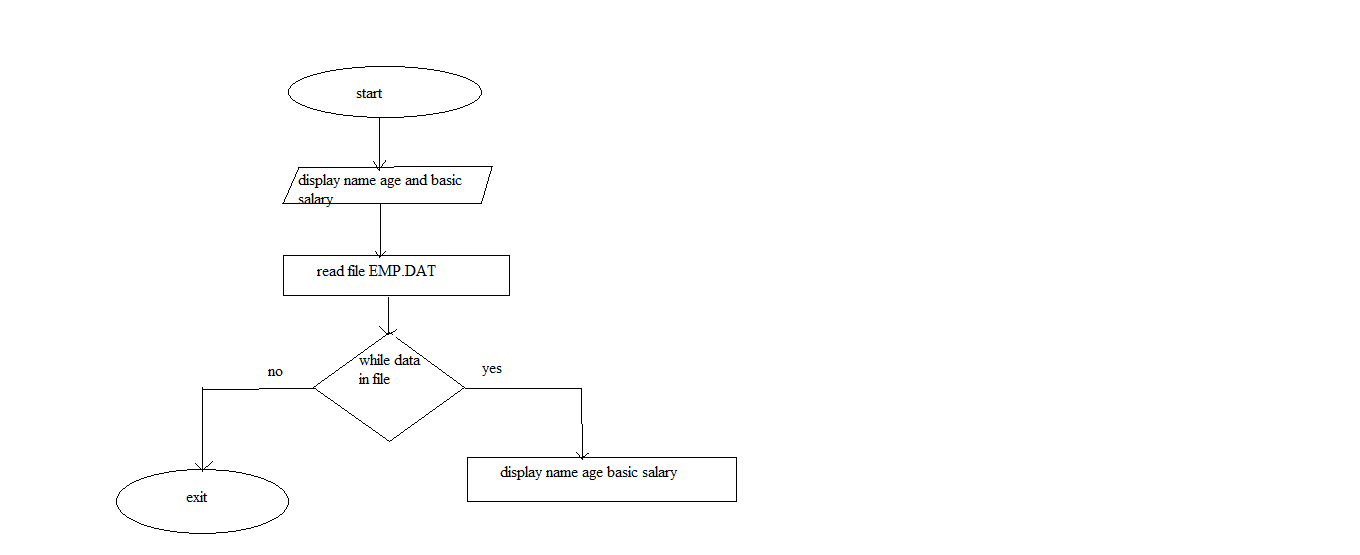 start
display name age and basic
salary
read file EMP.DAT
while data
in file
no
yes
display name age basic salary
exit